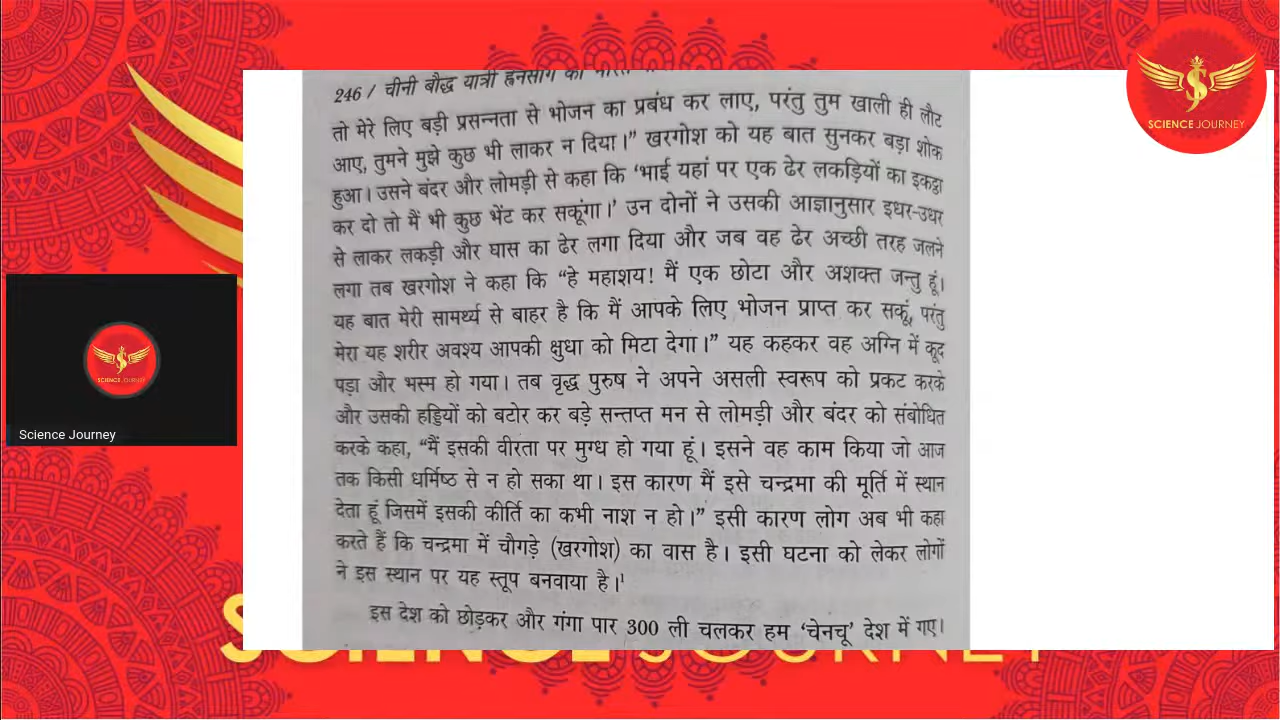 246 / चीनी बौद्ध यात्री ह्वेनसांग की भारत
तो मेरे लिए बड़ी प्रसन्नता से भोजन का प्रबंध कर लाए, परंतु तुम खाली ही लौट
आए, तुमने मुझे कुछ भी लाकर न दिया।” खरगोश को यह बात सुनकर बड़ा शोक
हुआ। उसने बंदर और लोमड़ी से कहा कि ‘भाई यहां पर एक ढेर लकड़ियों का इकट्ठा
कर दो तो मैं भी कुछ भेंट कर सकूंगा।’ उन दोनों ने उसकी आज्ञानुसार इधर-उधर
से लाकर लकड़ी और घास का ढेर लगा दिया और जब वह ढेर अच्छी तरह जलने
लगा तब खरगोश ने कहा कि “हे महाशय! मैं एक छोटा और अशक्त जन्तु हूं।
यह बात मेरी सामर्थ्य से बाहर है कि मैं आपके लिए भोजन प्राप्त कर सकूं, परंतु
मेरा यह शरीर अवश्य आपकी क्षुधा को मिटा देगा।” यह कहकर वह अग्नि में कूद
पड़ा और भस्म हो गया। तब वृद्ध पुरुष ने अपने असली स्वरूप को प्रकट करके
और उसकी हड्डियों को बटोर कर बड़े सन्तप्त मन से लोमड़ी और बंदर को संबोधित
करके कहा, “मैं इसकी वीरता पर मुग्ध हो गया हूं। इसने वह काम किया जो आज
तक किसी धर्मिष्ठ से न हो सका था। इस कारण मैं इसे चन्द्रमा की मूर्ति में स्थान
देता हूं जिसमें इसकी कीर्ति का कभी नाश न हो।” इसी कारण लोग अब भी कहा
करते हैं कि चन्द्रमा में चौगड़े (खरगोश) का वास है। इसी घटना को लेकर लोगों
ने इस स्थान पर यह स्तूप बनवाया है।¹
इस देश को छोड़कर और गंगा पार 300 ली चलकर हम ‘चेनचू’ देश में गए।
SCIENCE JOURNEY
SCIENCE JOURNEY
Science Journey
SCIENCE JOURNEY